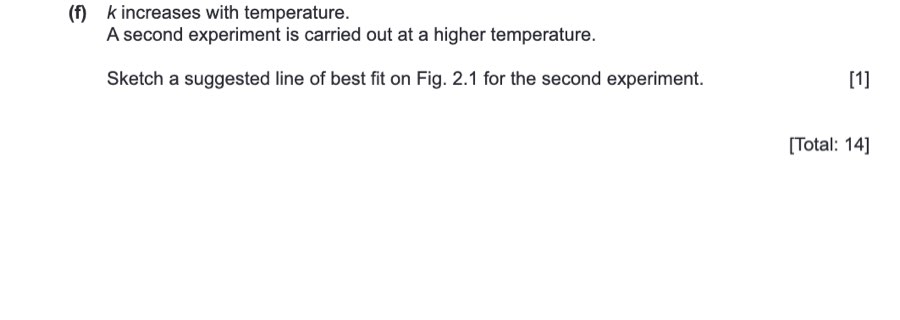 (f) k increases with temperature.
A second experiment is carried out at a higher temperature.
Sketch a suggested line of best fit on Fig. 2.1 for the second experiment. [1]
[Total: 14]